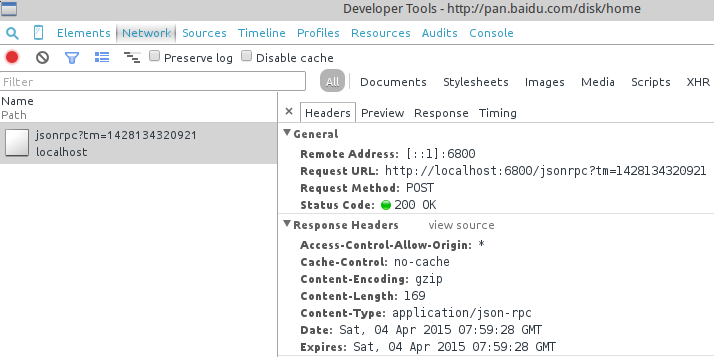 Developer Tools - http://pan.baidu.com/disk/home
Elements Network Sources Timeline Profiles Resources Audits Console
Preserve log Disable cache
Filter All Documents Stylesheets Images Media Scripts XHR
Name
Path
jsonrpc?tm=1428134320921
localhost
× Headers Preview Response Timing
General
Remote Address: [::1]:6800
Request URL: http://localhost:6800/jsonrpc?tm=1428134320921
Request Method: POST
Status Code: 200 OK
Response Headers view source
Access-Control-Allow-Origin: *
Cache-Control: no-cache
Content-Encoding: gzip
Content-Length: 169
Content-Type: application/json-rpc
Date: Sat, 04 Apr 2015 07:59:28 GMT
Expires: Sat, 04 Apr 2015 07:59:28 GMT